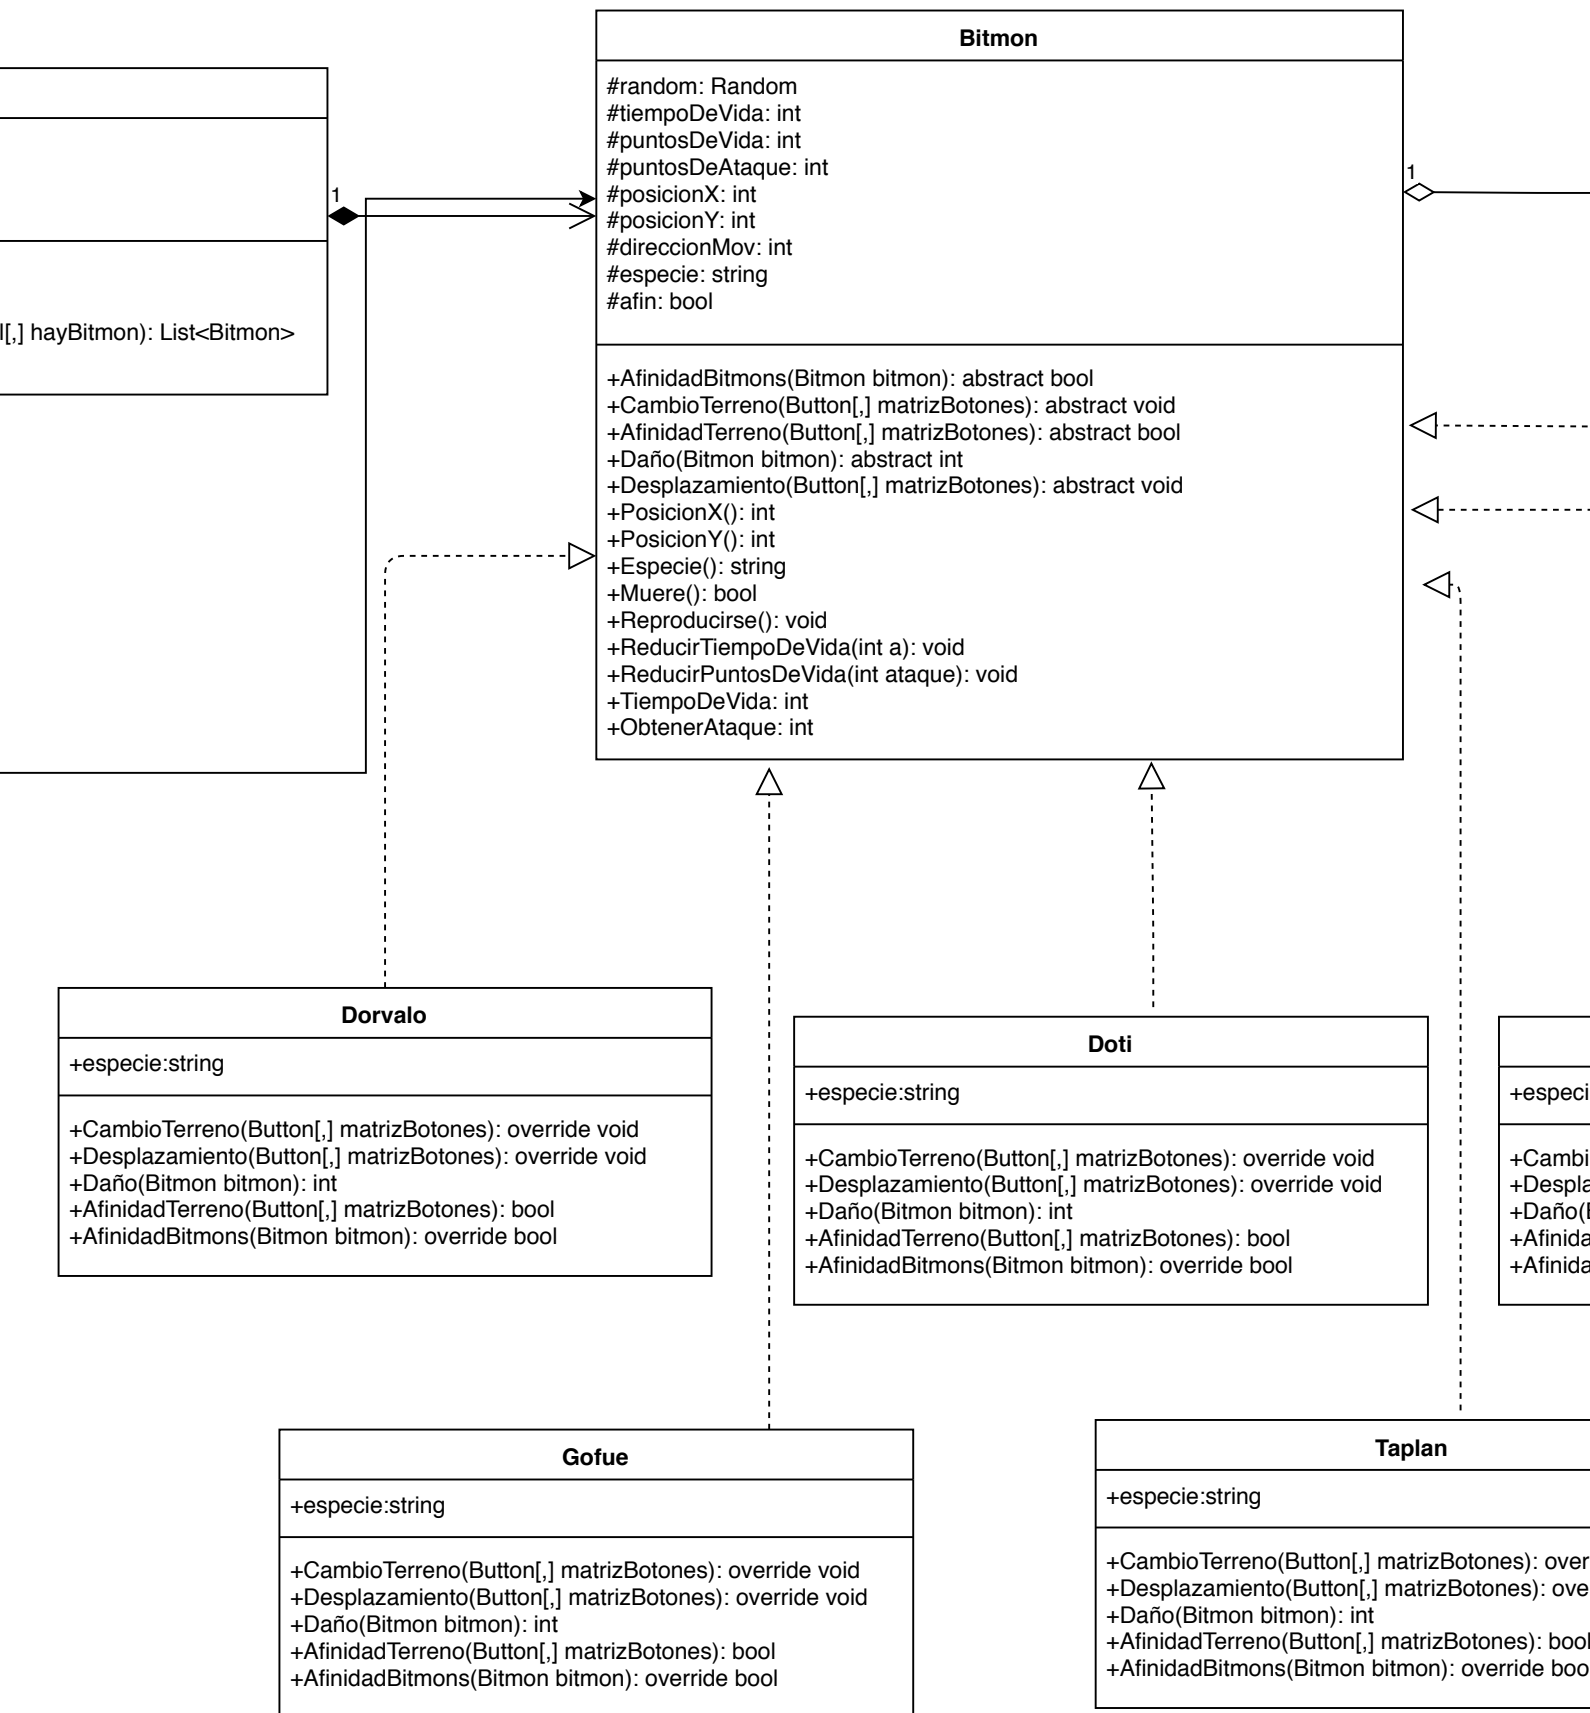 Bitmon
#random: Random
#tiempoDeVida: int
#puntosDeVida: int
#puntosDeAtaque: int
#posicionX: int
#posicionY: int
#direccionMov: int
#especie: string
#afin: bool
1
1
[,] hayBitmon): List<Bitmon>
+AfinidadBitmons(Bitmon bitmon): abstract bool
+CambioTerreno(Button[,] matrizBotones): abstract void
+AfinidadTerreno(Button[,] matrizBotones): abstract bool
+Daño(Bitmon bitmon): abstract int
+Desplazamiento(Button[,] matrizBotones): abstract void
+PosicionX(): int
+PosicionY(): int
+Especie(): string
+Muere(): bool
+Reproducirse(): void
+ReducirTiempoDeVida(int a): void
+ReducirPuntosDeVida(int ataque): void
+TiempoDeVida: int
+ObtenerAtaque: int
Dorvalo
+especie:string
+CambioTerreno(Button[,] matrizBotones): override void
+Desplazamiento(Button[,] matrizBotones): override void
+Daño(Bitmon bitmon): int
+AfinidadTerreno(Button[,] matrizBotones): bool
+AfinidadBitmons(Bitmon bitmon): override bool
Doti
+especie:string
+CambioTerreno(Button[,] matrizBotones): override void
+Desplazamiento(Button[,] matrizBotones): override void
+Daño(Bitmon bitmon): int
+AfinidadTerreno(Button[,] matrizBotones): bool
+AfinidadBitmons(Bitmon bitmon): override bool
+especi
+Cambi
+Despla
+Daño(
+Afinida
+Afinida
Gofue
+especie:string
+CambioTerreno(Button[,] matrizBotones): override void
+Desplazamiento(Button[,] matrizBotones): override void
+Daño(Bitmon bitmon): int
+AfinidadTerreno(Button[,] matrizBotones): bool
+AfinidadBitmons(Bitmon bitmon): override bool
Taplan
+especie:string
+CambioTerreno(Button[,] matrizBotones): over
+Desplazamiento(Button[,] matrizBotones): ove
+Daño(Bitmon bitmon): int
+AfinidadTerreno(Button[,] matrizBotones): bool
+AfinidadBitmons(Bitmon bitmon): override boo